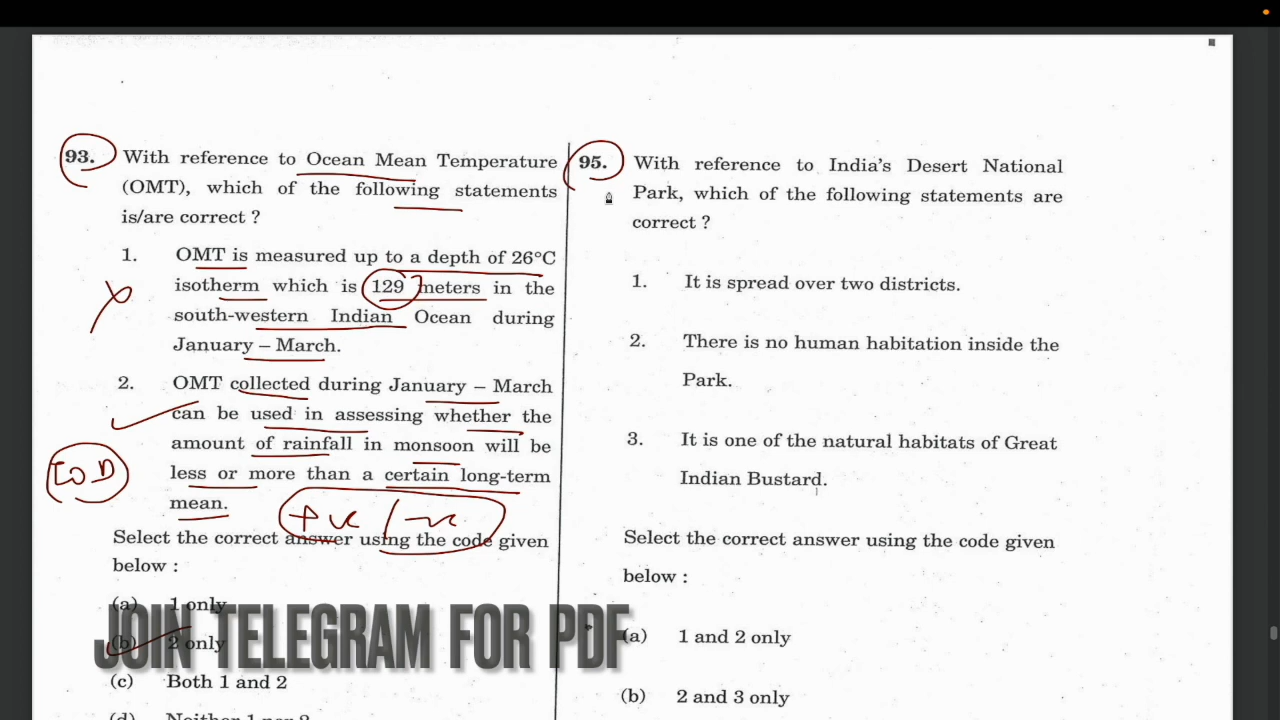 93. With reference to Ocean Mean Temperature
(OMT), which of the following statements
is/are correct ?
1. OMT is measured up to a depth of 26°C
isotherm which is 129 meters in the
south-western Indian Ocean during
January – March.
2. OMT collected during January – March
can be used in assessing whether the
amount of rainfall in monsoon will be
less or more than a certain long-term
mean.
IOD
+ve / -ve
Select the correct answer using the code given
below :
(a) 1 only
(b) 2 only
(c) Both 1 and 2
(d) Neither 1 nor 2
JOIN TELEGRAM FOR PDF
95. With reference to India's Desert National
Park, which of the following statements are
correct ?
1. It is spread over two districts.
2. There is no human habitation inside the
Park.
3. It is one of the natural habitats of Great
Indian Bustard.
Select the correct answer using the code given
below :
(a) 1 and 2 only
(b) 2 and 3 only